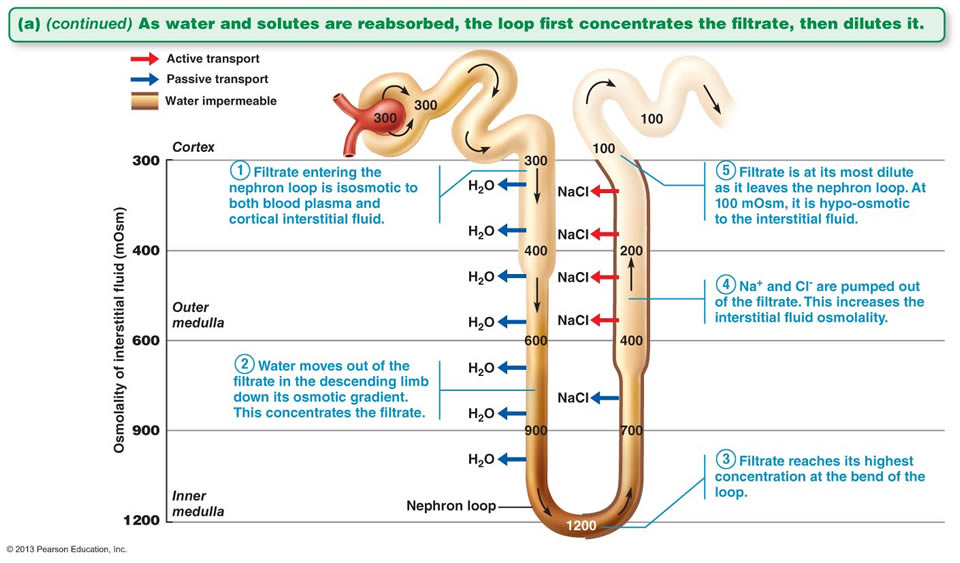 (a) (continued) As water and solutes are reabsorbed, the loop first concentrates the filtrate, then dilutes it.
Active transport
Passive transport
Water impermeable
300
300
100
100
Cortex
300
300
① Filtrate entering the
nephron loop is isosmotic to
both blood plasma and
cortical interstitial fluid.
H₂O
NaCl
⑤ Filtrate is at its most dilute
as it leaves the nephron loop. At
100 mOsm, it is hypo-osmotic
to the interstitial fluid.
H₂O
NaCl
400
400
200
H₂O
NaCl
④ Na⁺ and Cl⁻ are pumped out
of the filtrate. This increases the
interstitial fluid osmolality.
Outer
medulla
H₂O
NaCl
600
600
400
② Water moves out of the
filtrate in the descending limb
down its osmotic gradient.
This concentrates the filtrate.
H₂O
NaCl
H₂O
900
900
700
H₂O
③ Filtrate reaches its highest
concentration at the bend of the
loop.
Inner
medulla
Nephron loop
1200
1200
Osmolality of interstitial fluid (mOsm)
© 2013 Pearson Education, Inc.